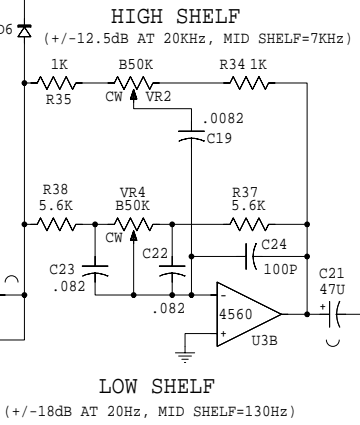 HIGH SHELF
(+/-12.5dB AT 20KHz, MID SHELF=7KHz)
D6
1K B50K R34 1K
R35 CW VR2
.0082
C19
R38 VR4 R37
5.6K B50K 5.6K
CW
C23 C22 C24
.082 100P
.082
C21
47U
+
-
4560
+
U3B
LOW SHELF
(+/-18dB AT 20Hz, MID SHELF=130Hz)